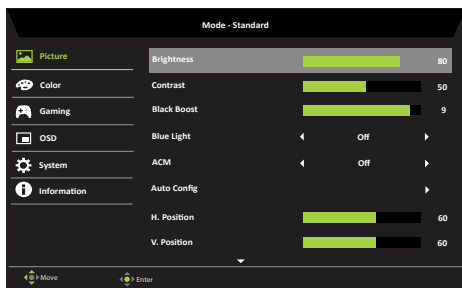 Mode - Standard
Picture
Brightness 80
Color
Contrast 50
Gaming
Black Boost 9
OSD
Blue Light Off
System
ACM Off
Information
Auto Config
H. Position 60
V. Position 60
Move Enter